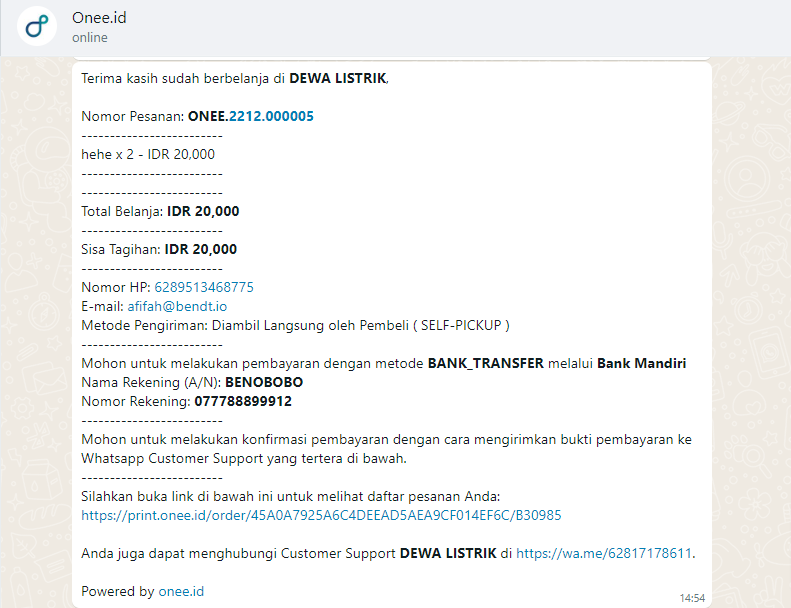 Onee.id
online
Terima kasih sudah berbelanja di DEWA LISTRIK.
Nomor Pesanan: ONEE.2212.000005
------------------------
hehe x 2 - IDR 20,000
------------------------
------------------------
Total Belanja: IDR 20,000
------------------------
Sisa Tagihan: IDR 20,000
------------------------
Nomor HP: 6289513468775
E-mail: afifah@bendt.io
Metode Pengiriman: Diambil Langsung oleh Pembeli ( SELF-PICKUP )
------------------------
Mohon untuk melakukan pembayaran dengan metode BANK_TRANSFER melalui Bank Mandiri
Nama Rekening (A/N): BENOBOBO
Nomor Rekening: 077788899912
------------------------
Mohon untuk melakukan konfirmasi pembayaran dengan cara mengirimkan bukti pembayaran ke
Whatsapp Customer Support yang tertera di bawah.
------------------------
Silahkan buka link di bawah ini untuk melihat daftar pesanan Anda:
https://print.onee.id/order/45A0A7925A6C4DEEAD5AEA9CF014EF6C/B30985
Anda juga dapat menghubungi Customer Support DEWA LISTRIK di https://wa.me/62817178611.
Powered by onee.id
14:54